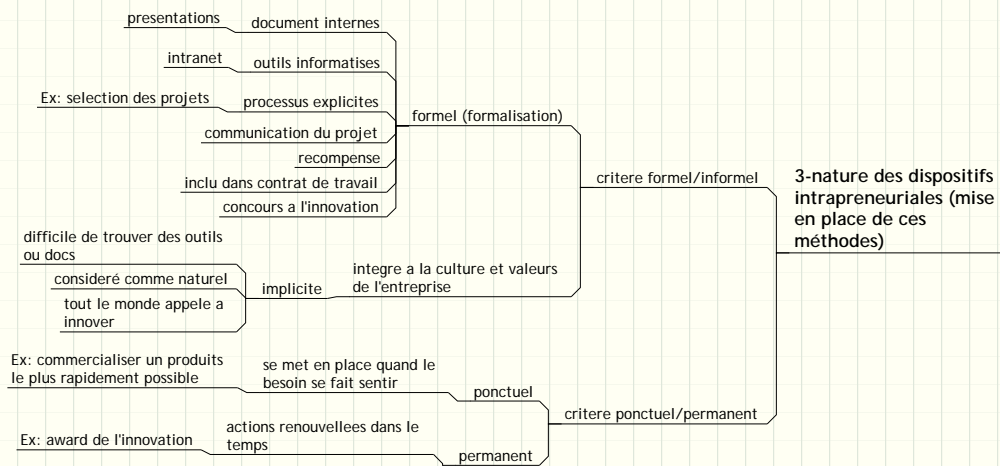 3-nature des dispositifs
intrapreneuriales (mise
en place de ces
méthodes)
critere formel/informel
formel (formalisation)
document internes
presentations
outils informatises
intranet
processus explicites
Ex: selection des projets
communication du projet
recompense
inclu dans contrat de travail
concours a l'innovation
integre a la culture et valeurs
de l'entreprise
implicite
difficile de trouver des outils
ou docs
consideré comme naturel
tout le monde appele a
innover
critere ponctuel/permanent
ponctuel
se met en place quand le
besoin se fait sentir
Ex: commercialiser un produits
le plus rapidement possible
permanent
actions renouvellees dans le
temps
Ex: award de l'innovation